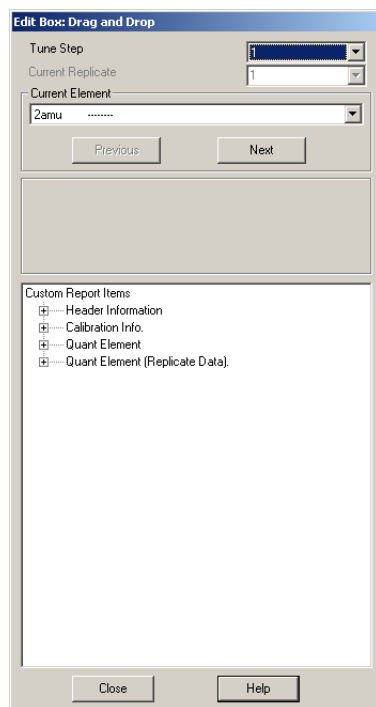 Edit Box: Drag and Drop
Tune Step 1
Current Replicate 1
Current Element
2amu --------
Previous Next
Custom Report Items
Header Information
Calibration Info.
Quant Element
Quant Element (Replicate Data).
Close Help